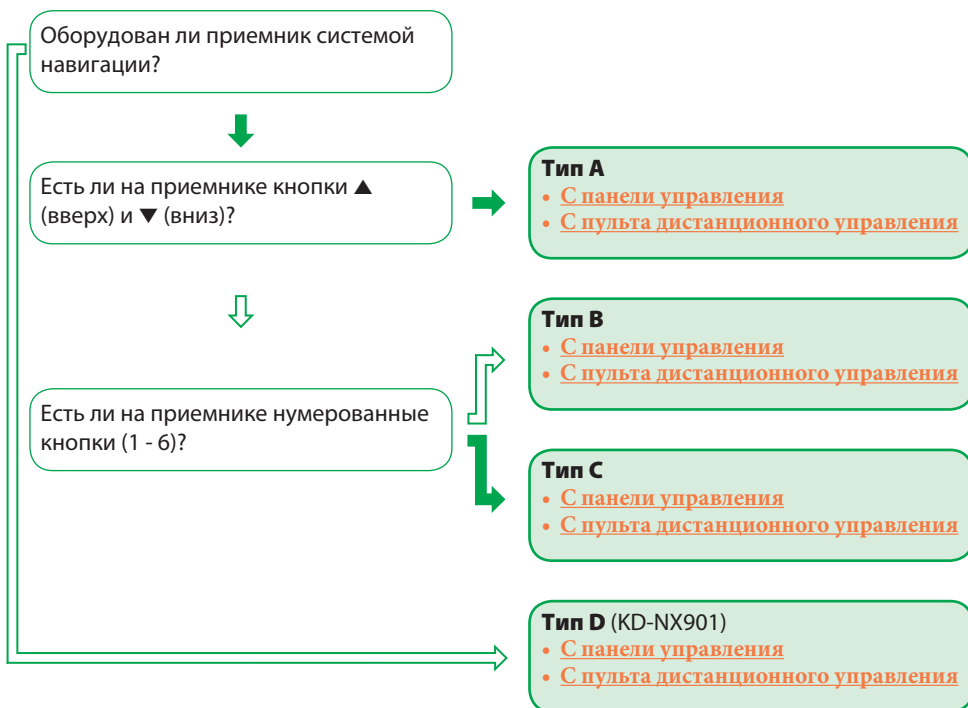 Оборудован ли приемник системой
навигации?
Есть ли на приемнике кнопки ▲
(вверх) и ▼ (вниз)?
Тип A
• С панели управления
• С пульта дистанционного управления
Есть ли на приемнике нумерованные
кнопки (1 - 6)?
Тип B
• С панели управления
• С пульта дистанционного управления
Тип C
• С панели управления
• С пульта дистанционного управления
Тип D (KD-NX901)
• С панели управления
• С пульта дистанционного управления